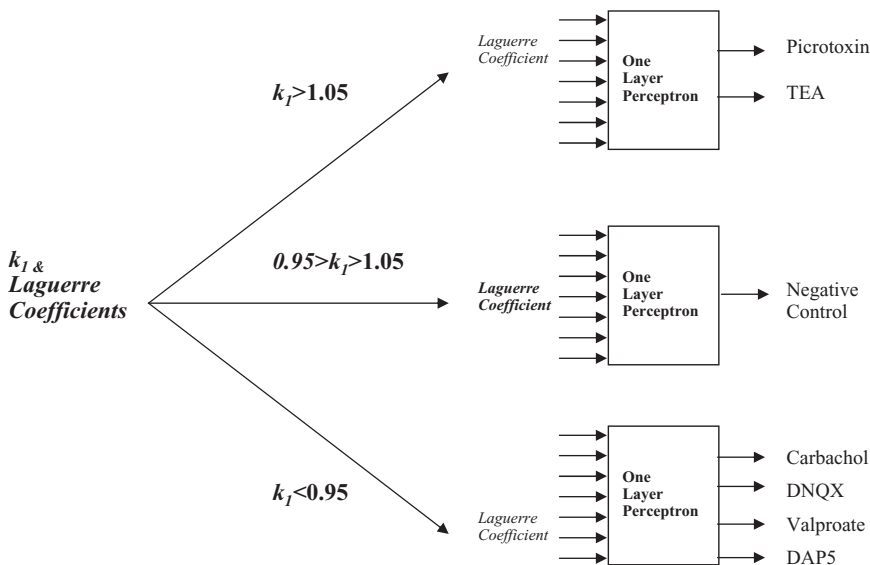 k1 &
Laguerre
Coefficients
k1>1.05
Laguerre
Coefficient
One
Layer
Perceptron
Picrotoxin
TEA
0.95>k1>1.05
Laguerre
Coefficient
One
Layer
Perceptron
Negative
Control
k1<0.95
Laguerre
Coefficient
One
Layer
Perceptron
Carbachol
DNQX
Valproate
DAP5